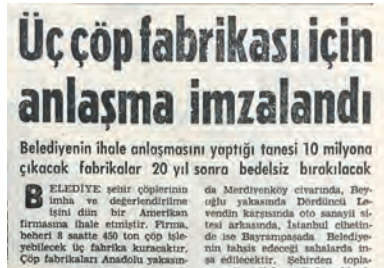 Üç çöp fabrikası için
anlaşma imzalandı
Belediyenin ihale anlaşmasını yaptığı tanesi 10 milyona
çıkacak fabrikalar 20 yıl sonra bedelsiz bırakılacak
BELEDİYE şehir çöplerinin
imha ve değerlendirilme
işini dün bir Amerikan
firmasına ihale etmiştir. Firma,
beheri 8 saatte 450 ton çöp işle-
yebilecek üç fabrika kuracaktır.
Çöp fabrikaları Anadolu yakasın-
da Merdivenköy civarında, Bey-
oğlu yakasında Dördüncü Le-
vendin karşısında oto sanayii si-
tesi arkasında, İstanbul cihetin-
de ise Bayrampaşada Belediye-
nin tahsis edeceği sahalarda in-
şa edilecektir. Şehirden topla-